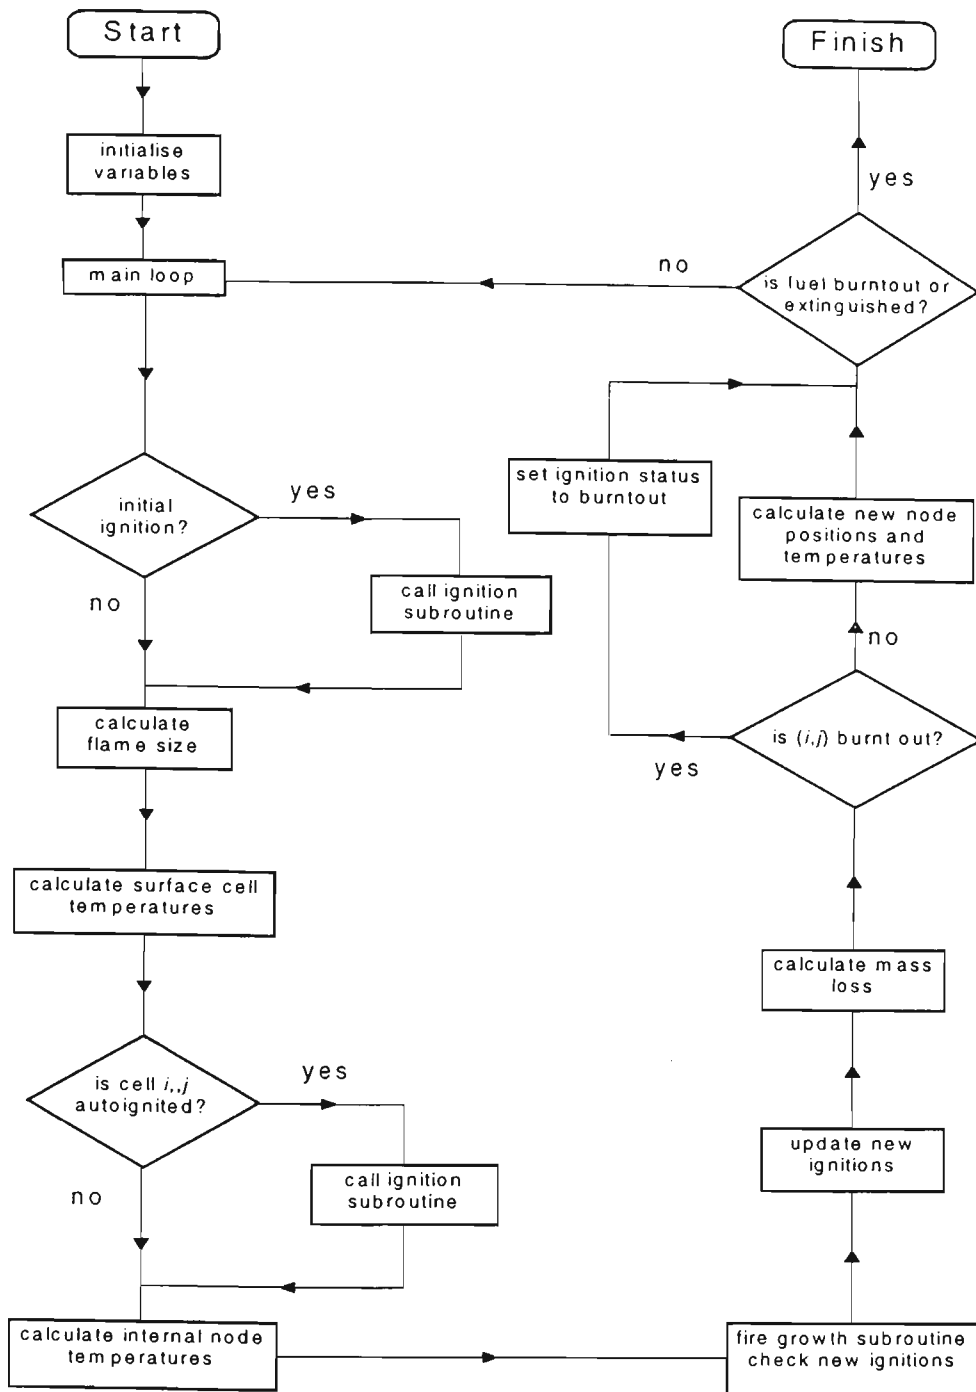 Start
initialise
variables
main loop
initial
ignition?
yes
no
call ignition
subroutine
calculate
flame size
calculate surface cell
temperatures
is cell i,,j
autoignited?
yes
no
call ignition
subroutine
calculate internal node
temperatures
fire growth subroutine
check new ignitions
update new
ignitions
calculate mass
loss
is (i,j) burnt out?
yes
no
set ignition status
to burntout
calculate new node
positions and
temperatures
is fuel burntout or
extinguished?
no
yes
Finish